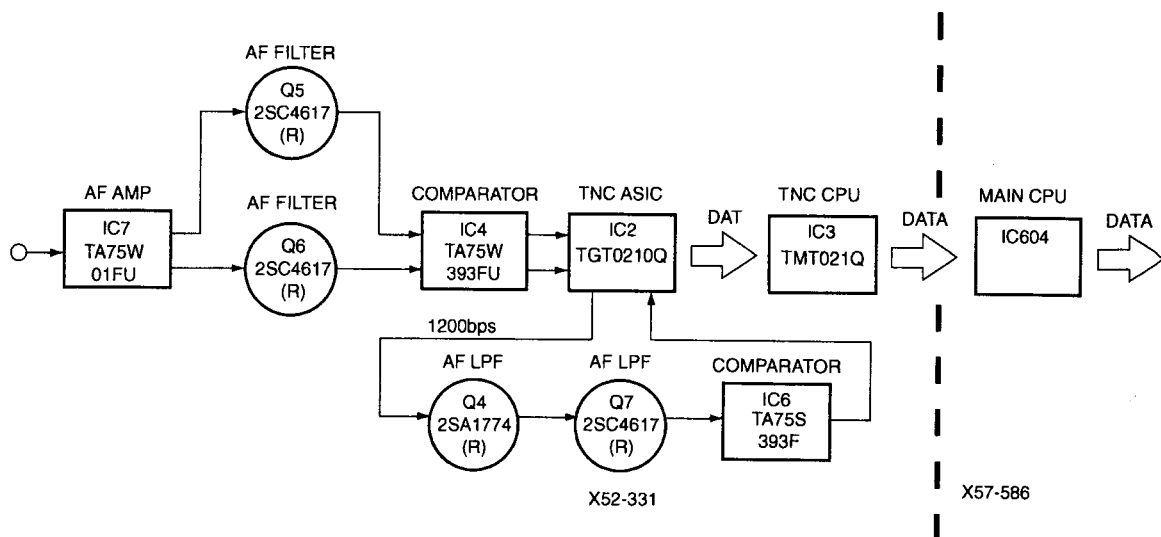 AF FILTER
Q5
2SC4617
(R)
AF AMP
IC7
TA75W
01FU
AF FILTER
Q6
2SC4617
(R)
COMPARATOR
IC4
TA75W
393FU
TNC ASIC
IC2
TGT0210Q
DAT
TNC CPU
IC3
TMT021Q
DATA
MAIN CPU
IC604
DATA
1200bps
AF LPF
Q4
2SA1774
(R)
AF LPF
Q7
2SC4617
(R)
COMPARATOR
IC6
TA75S
393F
X52-331
X57-586